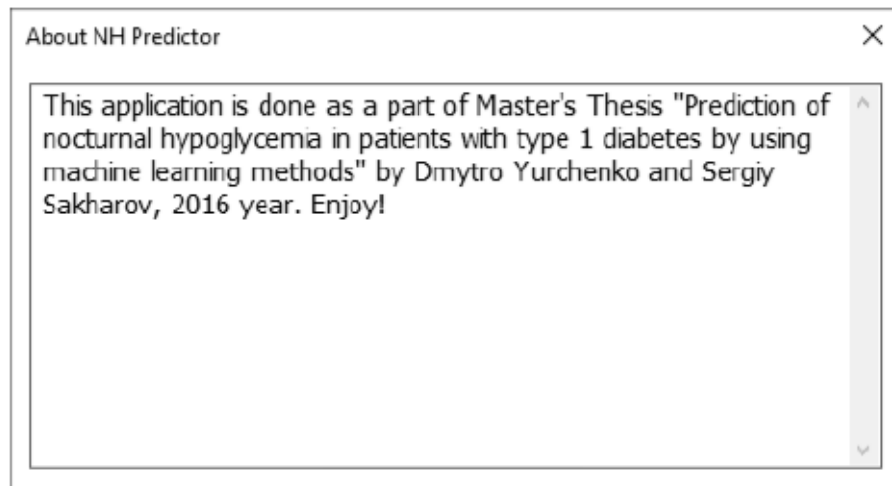 About NH Predictor
This application is done as a part of Master's Thesis "Prediction of
nocturnal hypoglycemia in patients with type 1 diabetes by using
machine learning methods" by Dmytro Yurchenko and Sergiy
Sakharov, 2016 year. Enjoy!